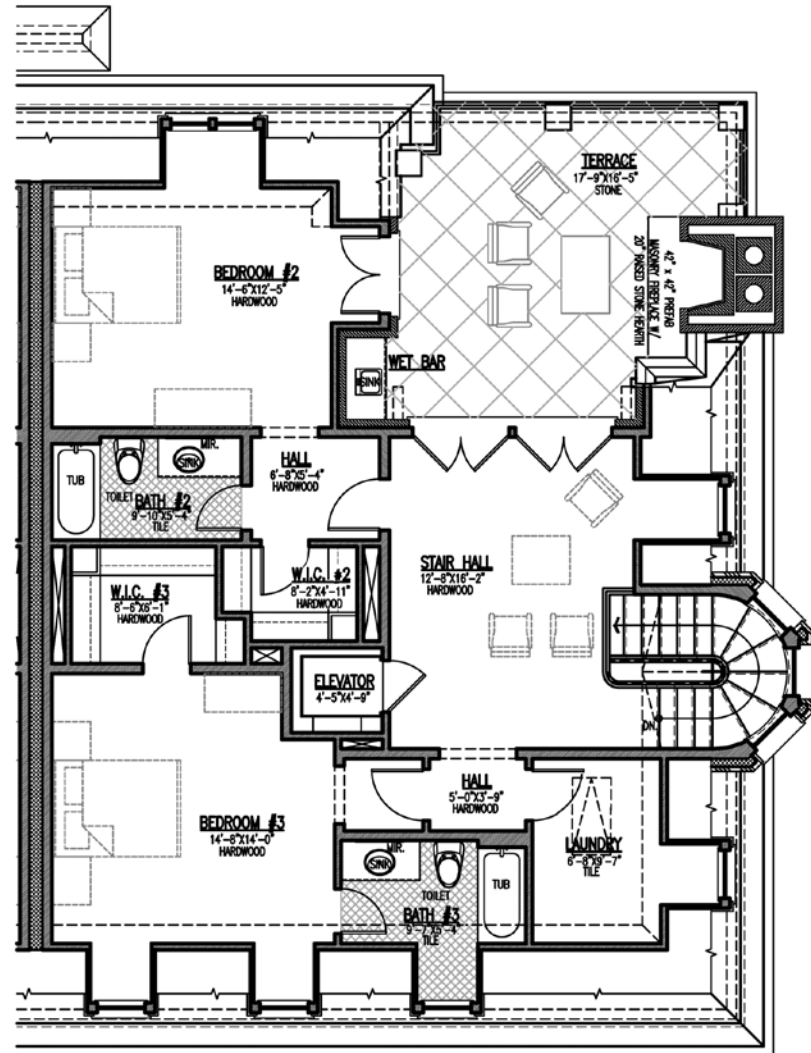 TERRACE
17'-9"X16'-5"
STONE
42" x 42" PREFAB
MASONRY FIREPLACE W/
20" RAISED STONE HEARTH
BEDROOM #2
14'-6"X12'-5"
HARDWOOD
WET BAR
SINK
MIR.
SINK
TUB
TOILET
BATH #2
9'-10"X5'-4"
TILE
HALL
6'-8"X5'-4"
HARDWOOD
STAIR HALL
12'-8"X16'-2"
HARDWOOD
W.I.C. #3
8'-6"X6'-1"
HARDWOOD
W.I.C. #2
8'-2"X4'-11"
HARDWOOD
ELEVATOR
4'-5"X4'-9"
DN.
HALL
5'-0"X3'-9"
HARDWOOD
BEDROOM #3
14'-8"X14'-0"
HARDWOOD
LAUNDRY
6'-8"X9'-7"
TILE
MIR.
SINK
TOILET
TUB
BATH #3
9'-7"X5'-4"
TILE